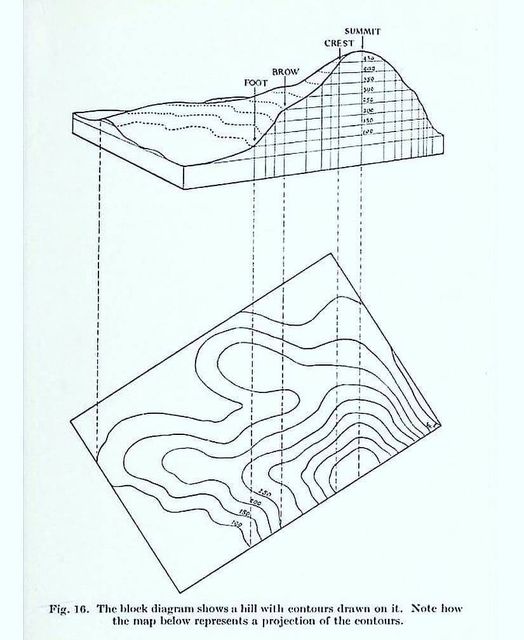 SUMMIT
CREST
BROW
FOOT
450
400
350
300
250
200
150
100
250
200
150
100
Fig. 16. The block diagram shows a hill with contours drawn on it. Note how
the map below represents a projection of the contours.